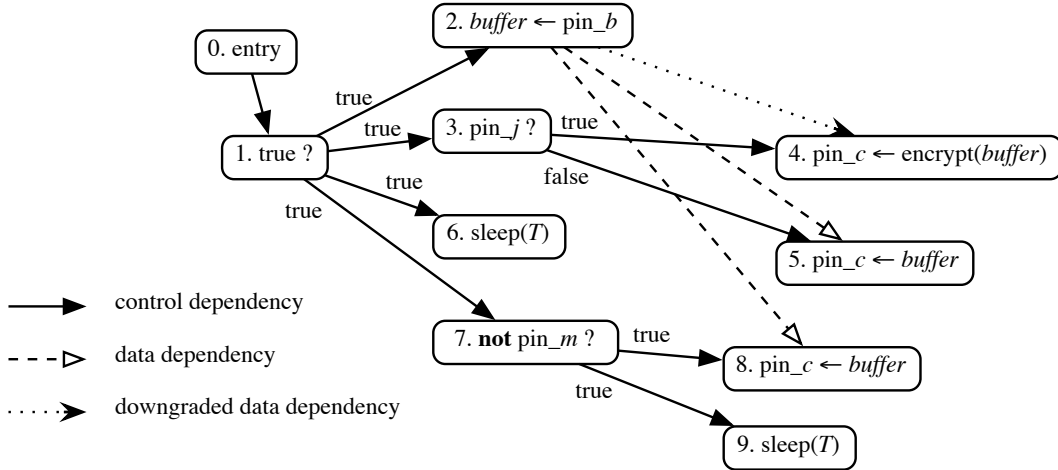 0. entry
2. buffer ← pin_b
true
1. true ?
true
3. pin_j ?
true
4. pin_c ← encrypt(buffer)
false
true
6. sleep(T)
5. pin_c ← buffer
true
7. not pin_m ?
true
8. pin_c ← buffer
true
9. sleep(T)
control dependency
data dependency
downgraded data dependency